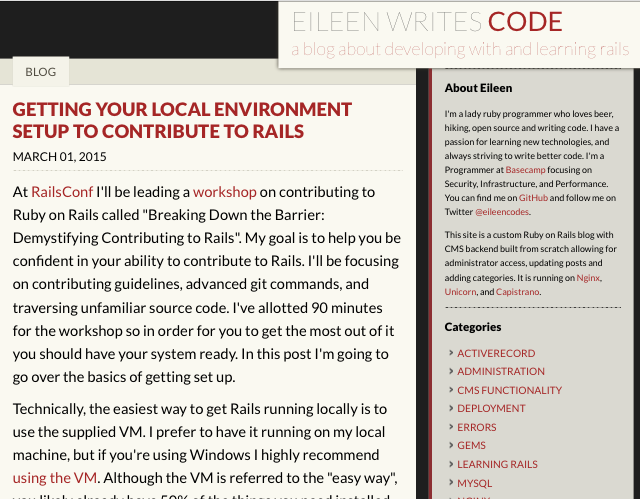 EILEEN WRITES CODE
a blog about developing with and learning rails
BLOG
GETTING YOUR LOCAL ENVIRONMENT
SETUP TO CONTRIBUTE TO RAILS
MARCH 01, 2015
At RailsConf I'll be leading a workshop on contributing to
Ruby on Rails called "Breaking Down the Barrier:
Demystifying Contributing to Rails". My goal is to help you be
confident in your ability to contribute to Rails. I'll be focusing
on contributing guidelines, advanced git commands, and
traversing unfamiliar source code. I've allotted 90 minutes
for the workshop so in order for you to get the most out of it
you should have your system ready. In this post I'm going to
go over the basics of getting set up.
Technically, the easiest way to get Rails running locally is to
use the supplied VM. I prefer to have it running on my local
machine, but if you're using Windows I highly recommend
using the VM. Although the VM is referred to the "easy way",
you likely already have 50% of the things you need installed
About Eileen
I'm a lady ruby programmer who loves beer,
hiking, open source and writing code. I have a
passion for learning new technologies, and
always striving to write better code. I'm a
Programmer at Basecamp focusing on
Security, Infrastructure, and Performance.
You can find me on GitHub and follow me on
Twitter @eileencodes.
This site is a custom Ruby on Rails blog with
CMS backend built from scratch allowing for
administrator access, updating posts and
adding categories. It is running on Nginx,
Unicorn, and Capistrano.
Categories
ACTIVERECORD
ADMINISTRATION
CMS FUNCTIONALITY
DEPLOYMENT
ERRORS
GEMS
LEARNING RAILS
MYSQL
NGINX